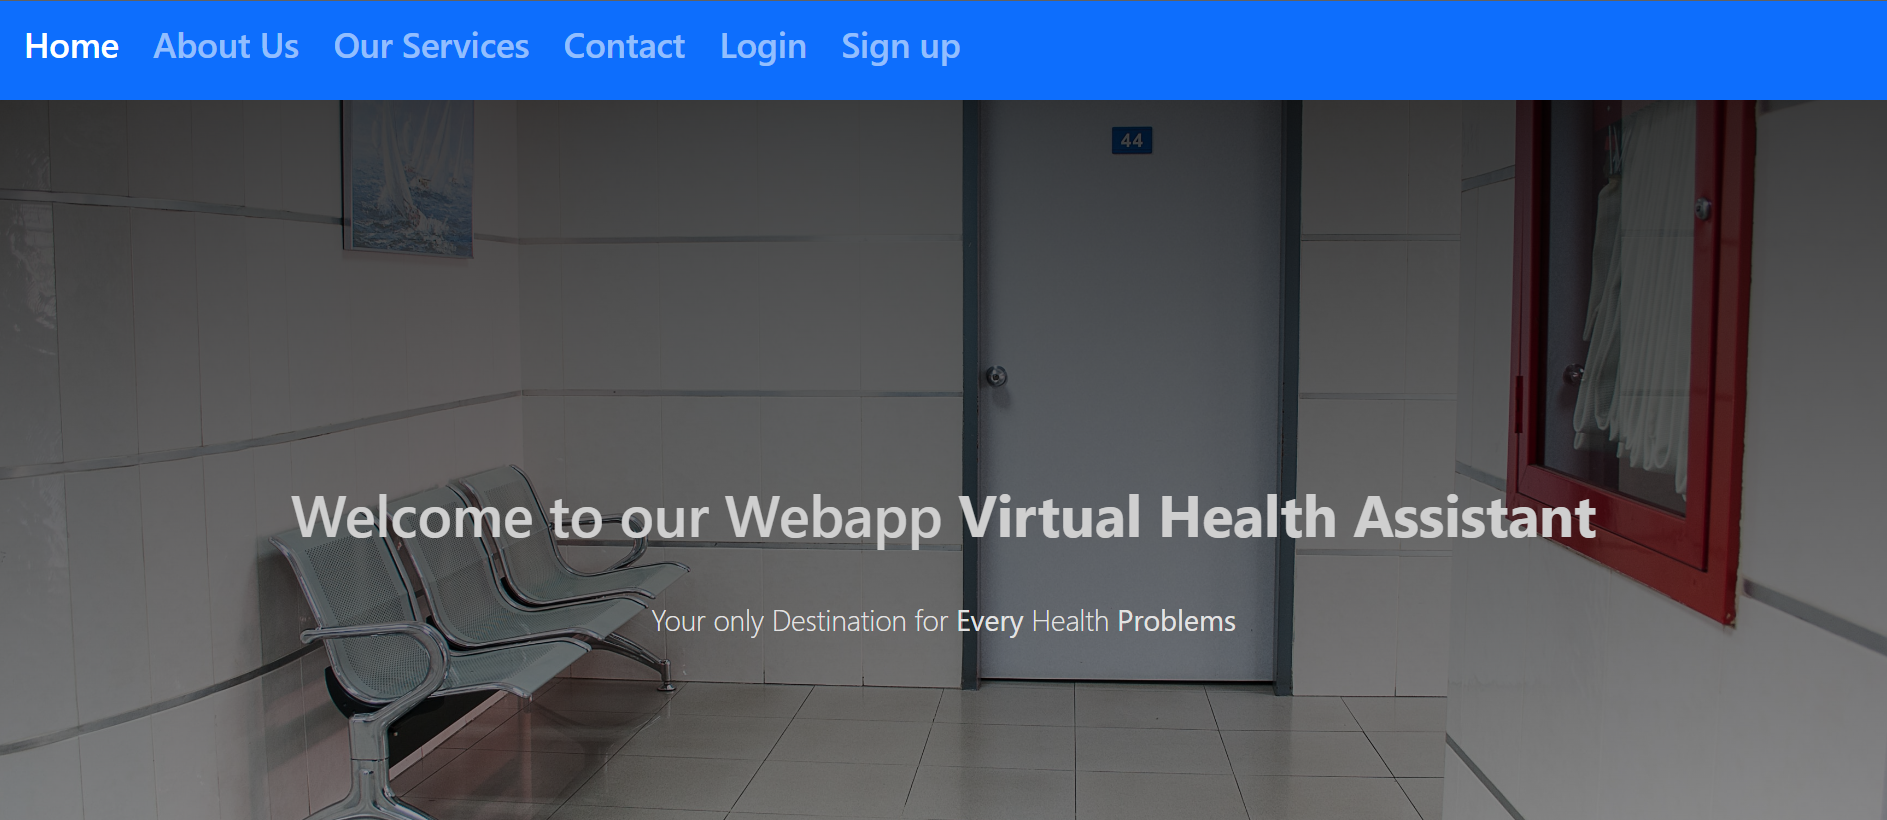 Home About Us Our Services Contact Login Sign up
44
Welcome to our Webapp Virtual Health Assistant
Your only Destination for Every Health Problems